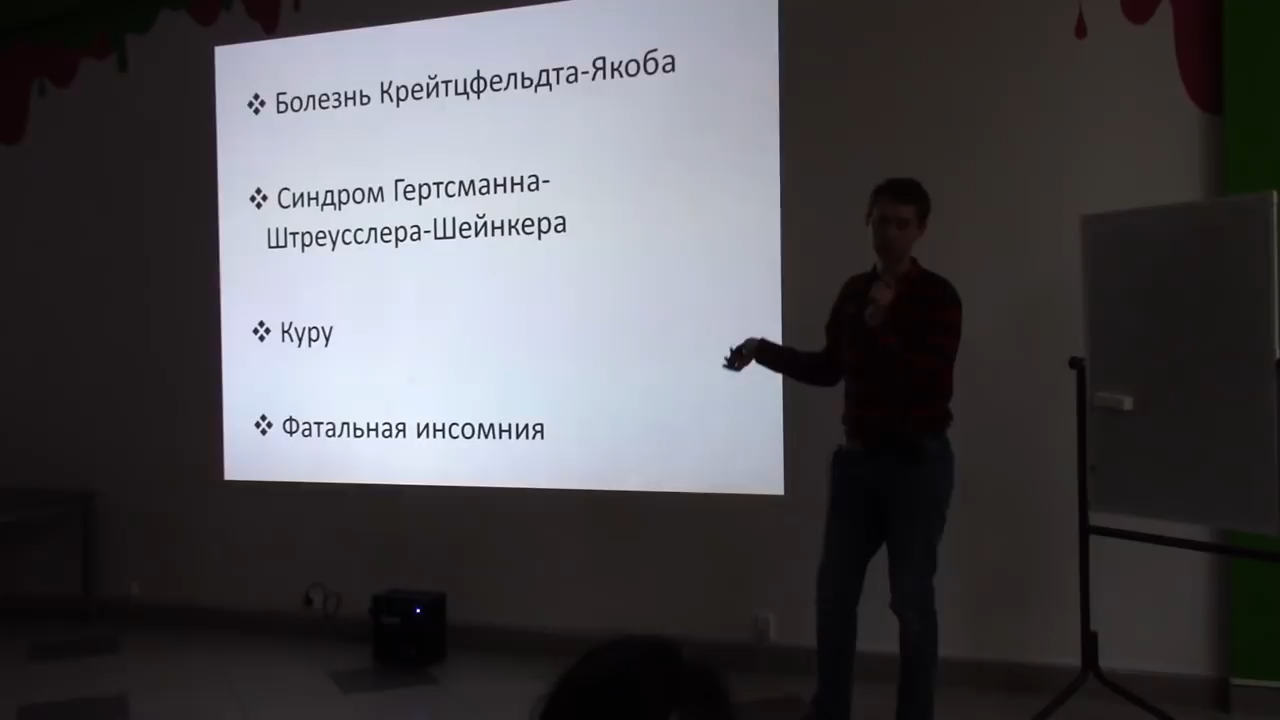 ❖ Болезнь Крейтцфельдта-Якоба
❖ Синдром Гертсманна-
Штреусслера-Шейнкера
❖ Куру
❖ Фатальная инсомния